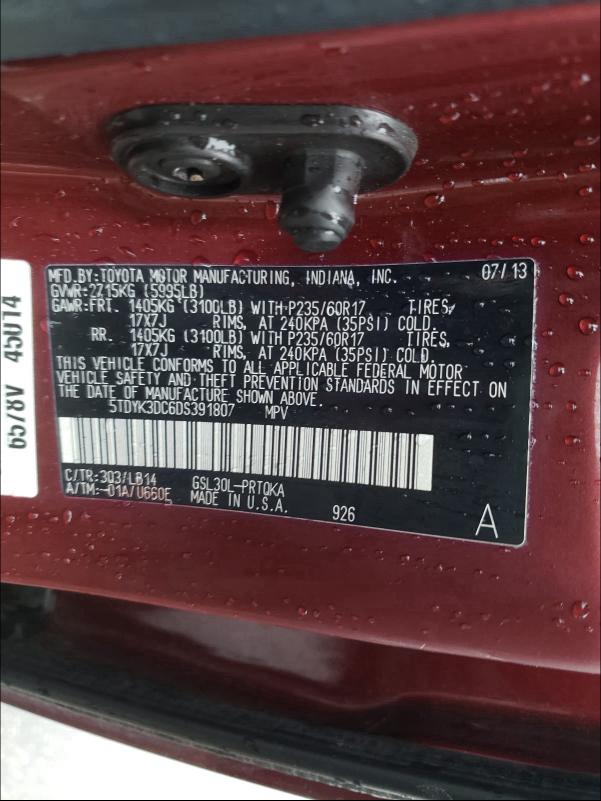 MFD.BY:TOYOTA MOTOR MANUFACTURING, INDIANA, INC. 07/13
GVWR:2715KG (5995LB)
GAWR:FRT. 1405KG (3100LB) WITH P235/60R17 TIRES,
17X7J RIMS, AT 240KPA (35PSI) COLD.
RR. 1405KG (3100LB) WITH P235/60R17 TIRES,
17X7J RIMS, AT 240KPA (35PSI) COLD.
THIS VEHICLE CONFORMS TO ALL APPLICABLE FEDERAL MOTOR
VEHICLE SAFETY AND THEFT PREVENTION STANDARDS IN EFFECT ON
THE DATE OF MANUFACTURE SHOWN ABOVE.
5TDYK3DC6DS391807 MPV
C/TR:3Q3/LB14 GSL30L-PRTQKA
A/TM:-01A/U660E MADE IN U.S.A. 926 A